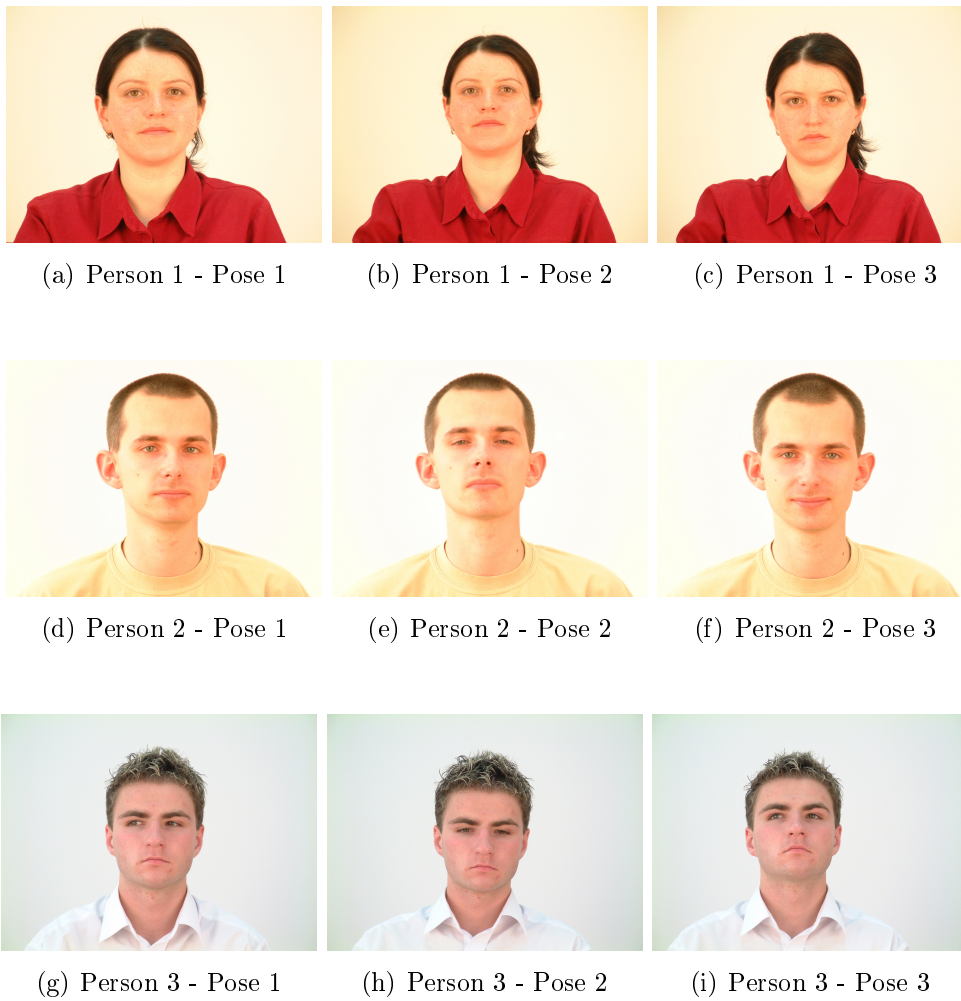 (a) Person 1 - Pose 1
(b) Person 1 - Pose 2
(c) Person 1 - Pose 3
(d) Person 2 - Pose 1
(e) Person 2 - Pose 2
(f) Person 2 - Pose 3
(g) Person 3 - Pose 1
(h) Person 3 - Pose 2
(i) Person 3 - Pose 3